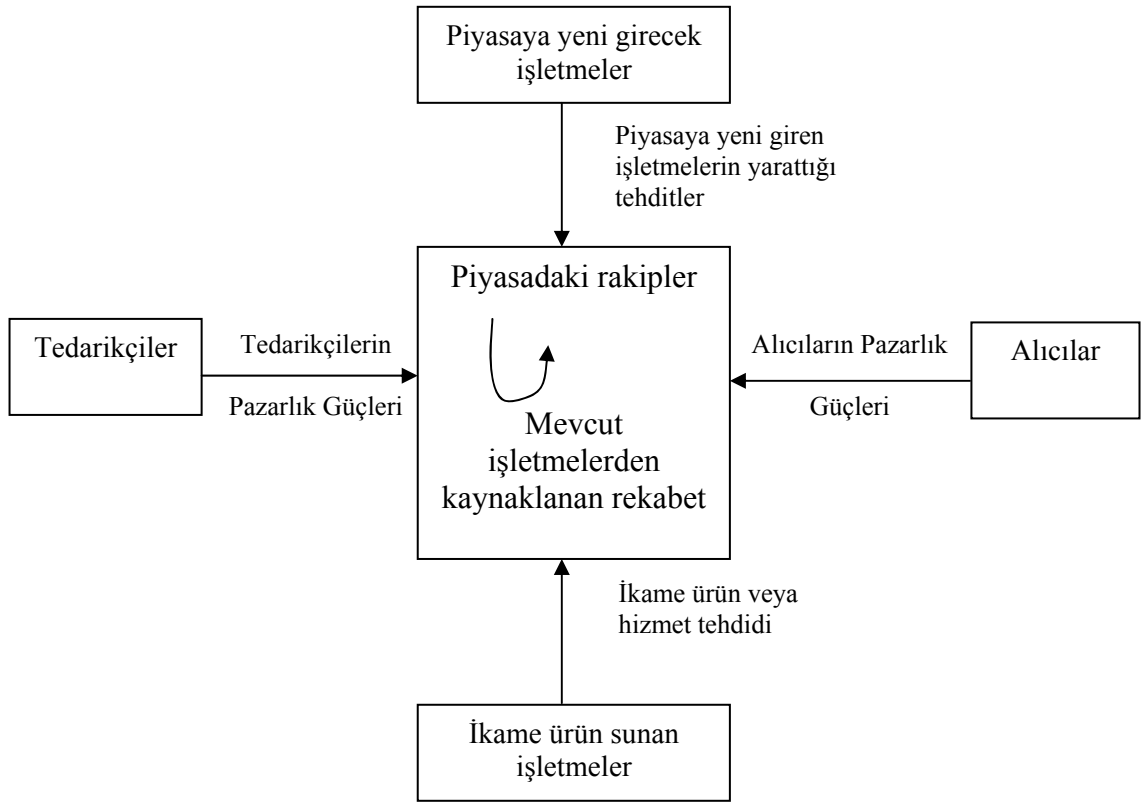 Piyasaya yeni girecek
işletmeler
Piyasaya yeni giren
işletmelerin yarattığı
tehditler
Piyasadaki rakipler
Tedarikçiler
Tedarikçilerin
Pazarlık Güçleri
Alıcıların Pazarlık
Güçleri
Alıcılar
Mevcut
işletmelerden
kaynaklanan rekabet
İkame ürün veya
hizmet tehdidi
İkame ürün sunan
işletmeler